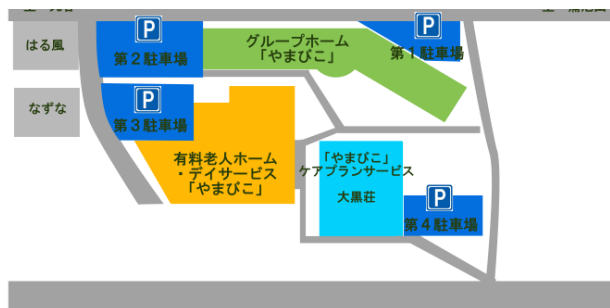 はる風
P
第２駐車場
グループホーム
「やまびこ」
P
第１駐車場
なずな
P
第３駐車場
有料老人ホーム
・デイサービス
「やまびこ」
「やまびこ」
ケアプランサービス
大黒荘
P
第４駐車場